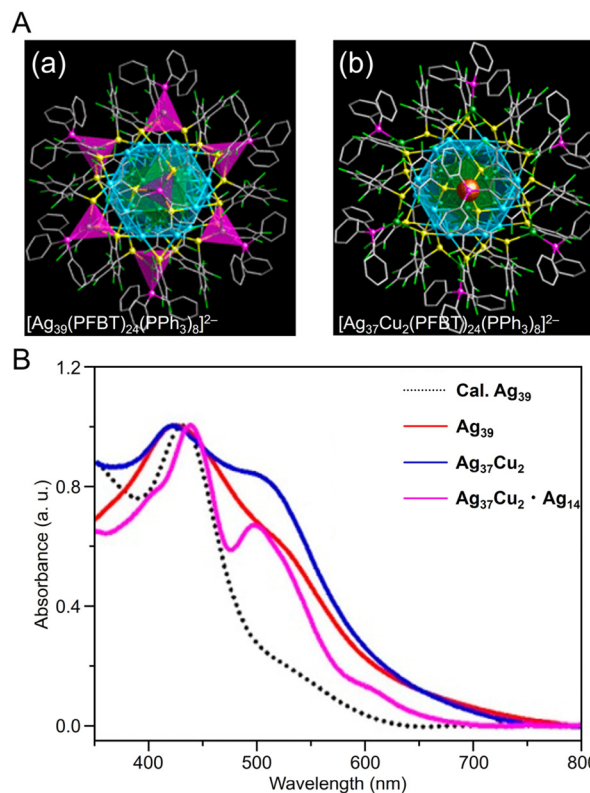 A
(a)
(b)
[Ag₃₉(PFBT)₂₄(PPh₃)₈]²⁻
[Ag₃₇Cu₂(PFBT)₂₄(PPh₃)₈]²⁻
B
1.2
0.8
0.4
0.0
Absorbance (a. u.)
Cal. Ag₃₉
Ag₃₉
Ag₃₇Cu₂
Ag₃₇Cu₂ • Ag₁₄
400 500 600 700 800
Wavelength (nm)